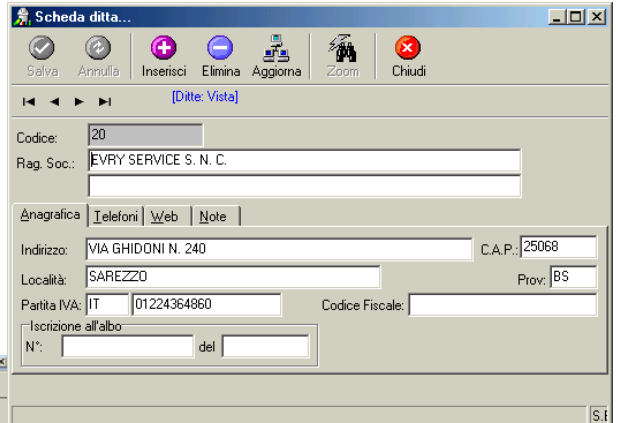 Scheda ditta...
Salva Annulla Inserisci Elimina Aggiorna Zoom Chiudi
[Ditte: Vista]
Codice: 20
Rag. Soc.: EVRY SERVICE S. N. C.
Anagrafica Telefoni Web Note
Indirizzo: VIA GHIDONI N. 240 C.A.P.: 25068
Località: SAREZZO Prov: BS
Partita IVA: IT 01224364860 Codice Fiscale:
Iscrizione all'albo
N°: del